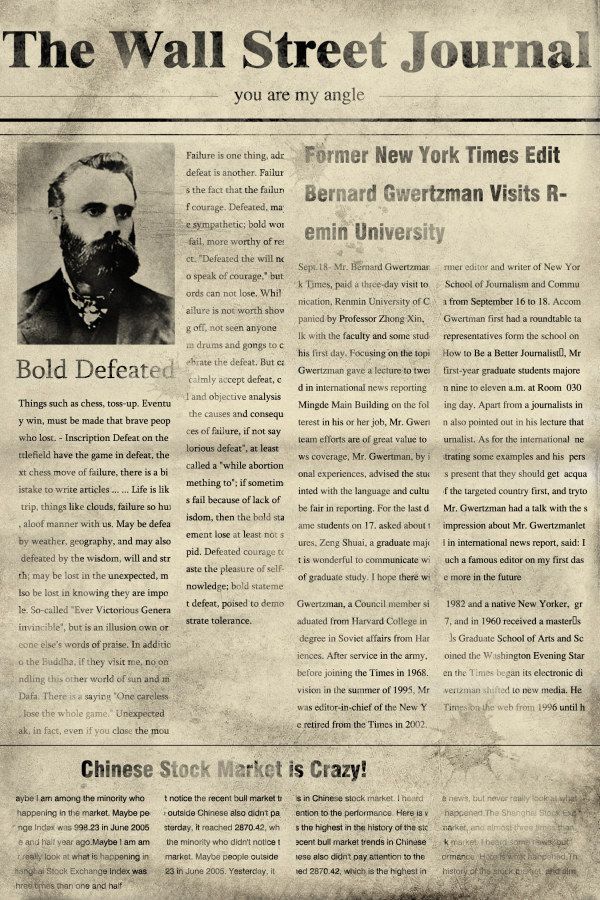 The Wall Street Journal
you are my angle
Bold Defeated
Things such as chess, toss-up. Eventu
y win, must be made that brave peop
who lost. - Inscription Defeat on the
ttlefield have the game in defeat, the
xt chess move of failure, there is a bi
istake to write articles ... ... Life is lik
trip, things like clouds, failure so hu
, aloof manner with us. May be defea
by weather, geography, and may also
defeated by the wisdom, will and str
th; may be lost in the unexpected, m
lso be lost in knowing they are impo
le. So-called "Ever Victorious Genera
invincible", but is an illusion own or
eone else's words of praise. In additic
o the Buddha, if they visit me, no on
ndling this other world of sun and m
Dafa. There is a saying "One careless
, lose the whole game." Unexpected
ak, in fact, even if you close the mou
Failure is one thing, adr
defeat is another. Failur
s the fact that the failur
f courage. Defeated, ma
e sympathetic; bold wor
fail, more worthy of res
ct. "Defeated the will no
o speak of courage," but
ords can not lose. Whil
ailure is not worth show
g off, not seen anyone
m drums and gongs to c
ebrate the defeat. But ca
calmly accept defeat, c
l and objective analysis
the causes and consequ
ces of failure, if not say
lorious defeat", at least
called a "while abortion
mething to"; if sometim
s fail because of lack of
isdom, then the bold sta
ement lose at least not s
pid. Defeated courage to
aste the pleasure of self-
nowledge; bold stateme
t defeat, poised to demo
strate tolerance.
Former New York Times Edit
Bernard Gwertzman Visits R-
emin University
Sept.18- Mr. Bernard Gwertzmar
k Times, paid a three-day visit to
nication, Renmin University of C
panied by Professor Zhong Xin,
lk with the faculty and some stud
his first day. Focusing on the topi
Gwertzman gave a lecture to twel
d in international news reporting
Mingde Main Building on the fol
terest in his or her job, Mr. Gwert
team efforts are of great value to
ws coverage, Mr. Gwertzman, by i
onal experiences, advised the stud
inted with the language and cultu
be fair in reporting. For the last d
ame students on 17. asked about t
ures, Zeng Shuai, a graduate majo
t is wonderful to communicate wi
of graduate study. I hope there wi
Gwertzman, a Council member si
aduated from Harvard College in
degree in Soviet affairs from Har
iences. After service in the army,
before joining the Times in 1968.
vision in the summer of 1995, Mr
was editor-in-chief of the New Y
e retired from the Times in 2002.
rmer editor and writer of New Yor
School of Journalism and Commu
a from September 16 to 18. Accom
Gwertman first had a roundtable ta
representatives form the school on
How to Be a Better Journalist, Mr
first-year graduate students majore
n nine to eleven a.m. at Room 030
ing day. Apart from a journalists in
n also pointed out in his lecture that
urnalist. As for the international ne
trating some examples and his pers
s present that they should get acqua
f the targeted country first, and tryto
Mr. Gwertzman had a talk with the s
impression about Mr. Gwertzmanlet
l in international news report, said: I
uch a famous editor on my first das
e more in the future
1982 and a native New Yorker, gr
7, and in 1960 received a masters
s Graduate School of Arts and Sc
oined the Washington Evening Star
en the Times began its electronic di
wertzman shifted to new media. He
Times on the web from 1996 until h
Chinese Stock Market is Crazy!
aybe I am among the minority who
happening in the market. Maybe pe
nge Index was 998.23 in June 2005
e and half year ago.Maybe I am am
really look at what is happening in
hanghai Stock Exchange Index was
three times than one and half
t notice the recent bull market tr
outside Chinese also didn't pa
sterday, it reached 2870.42, wh
the minority who didn't notice t
market. Maybe people outside
23 in June 2005. Yesterday, it
s in Chinese stock market. I heard
ention to the performance. Here is v
s the highest in the history of the sto
ecent bull market trends in Chinese
ese also didn't pay attention to the
ed 2870.42, which is the highest in
e news, but never really look at what
happened.The Shanghai Stock Exc
market, and almost three times than
k market. I heard some news, but
ormance. Here is what happened.Th
history of the stock market, and alm